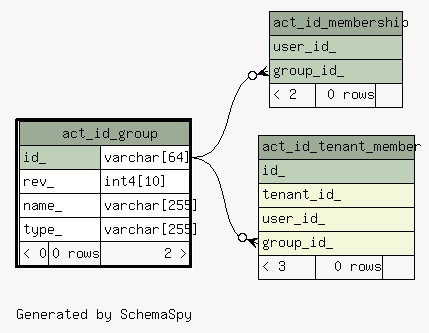 act_id_membership
user_id_
group_id_
< 2 0 rows
act_id_group
id_ varchar[64]
rev_ int4[10]
name_ varchar[255]
type_ varchar[255]
< 0 0 rows 2 >
act_id_tenant_member
id_
tenant_id_
user_id_
group_id_
< 3 0 rows
Generated by SchemaSpy